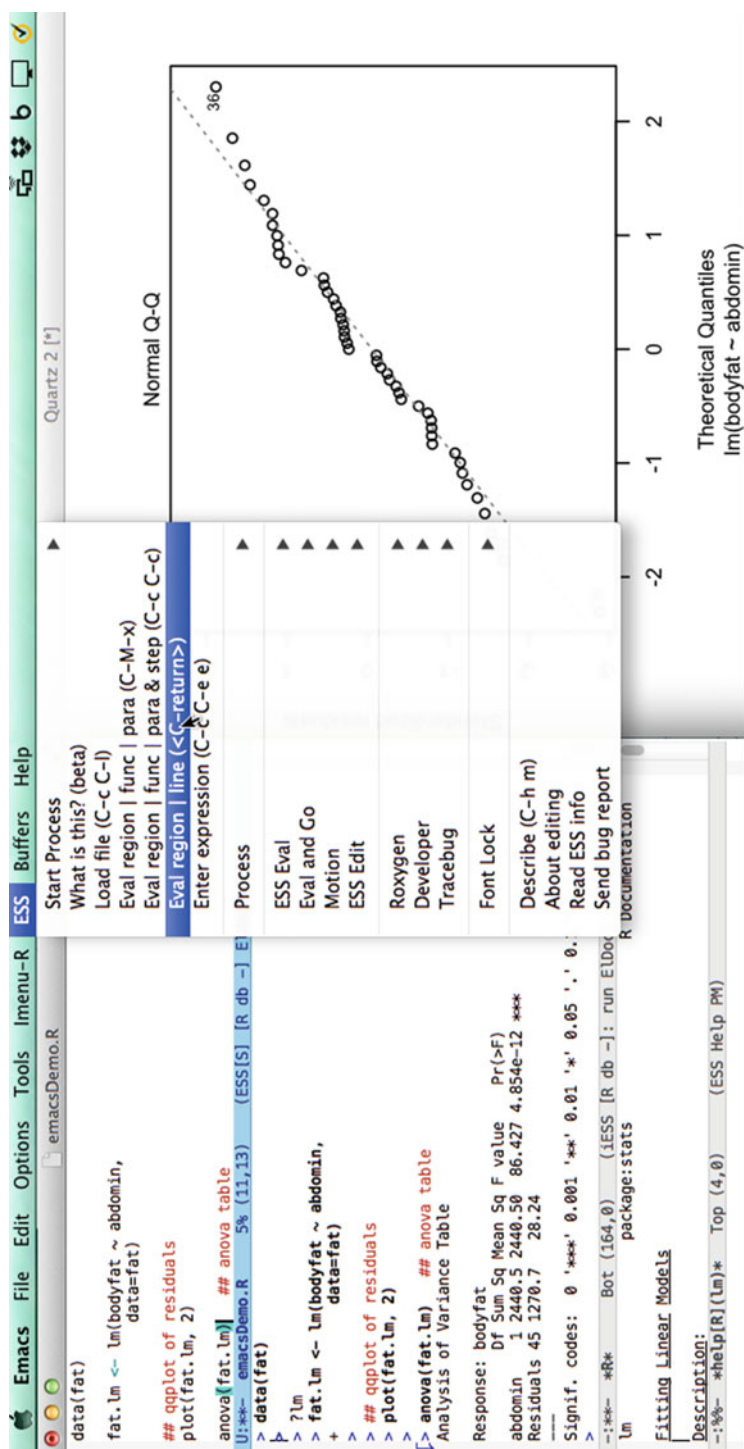 Emacs File Edit Options Tools Imenu-R ESS Buffers Help
emacsDemo.R
data(fat)
fat.lm <- lm(bodyfat ~ abdomin,
data=fat)
## qqplot of residuals
plot(fat.lm, 2)
anova(fat.lm)    ## anova table
U:**-  emacsDemo.R    5% (11,13)    (ESS[S] [R db -] El
> data(fat)
>
> ?lm
> fat.lm <- lm(bodyfat ~ abdomin,
+              data=fat)
>
> ## qqplot of residuals
> plot(fat.lm, 2)
>
> anova(fat.lm)    ## anova table
Analysis of Variance Table
Response: bodyfat
Df Sum Sq Mean Sq F value    Pr(>F)
abdomin    1 2440.5 2440.50  86.427 4.854e-12 ***
Residuals 45 1270.7   28.24
---
Signif. codes:  0 '***' 0.001 '**' 0.01 '*' 0.05 '.' 0.
>
-:**-  *R*    Bot (164,0)    (iESS [R db -]: run ElDoc
lm    package:stats    R Documentation
Fitting Linear Models
Description:
-:%%-  *help[R](lm)*    Top (4,0)    (ESS Help PM)
Start Process
What is this? (beta)
Load file (C-c C-l)
Eval region | func | para (C-M-x)
Eval region | func | para & step (C-c C-c)
Eval region | line (<C-return>)
Enter expression (C-c C-e e)
Process
ESS Eval
Eval and Go
Motion
ESS Edit
Roxygen
Developer
Tracebug
Font Lock
Describe (C-h m)
About editing
Read ESS info
Send bug report
Quartz 2 [*]
Normal Q-Q
36
-2 -1 0 1 2
Theoretical Quantiles
lm(bodyfat ~ abdomin)